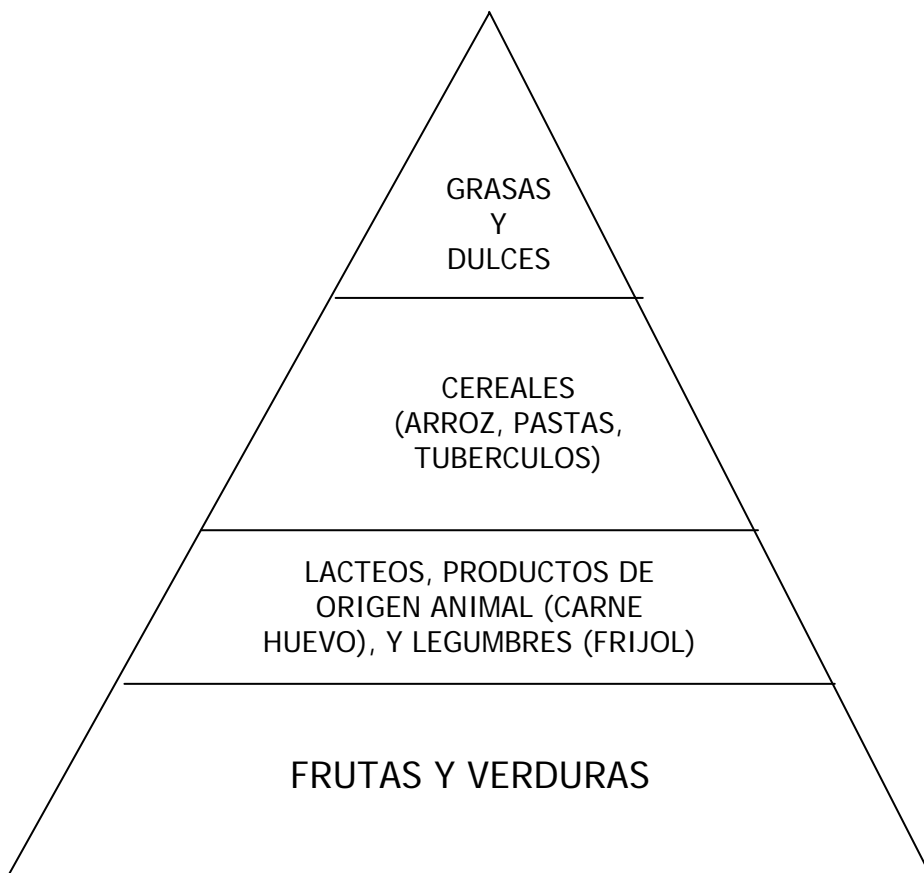 GRASAS
Y
DULCES
CEREALES
(ARROZ, PASTAS,
TUBERCULOS)
LACTEOS, PRODUCTOS DE
ORIGEN ANIMAL (CARNE
HUEVO), Y LEGUMBRES (FRIJOL)
FRUTAS Y VERDURAS